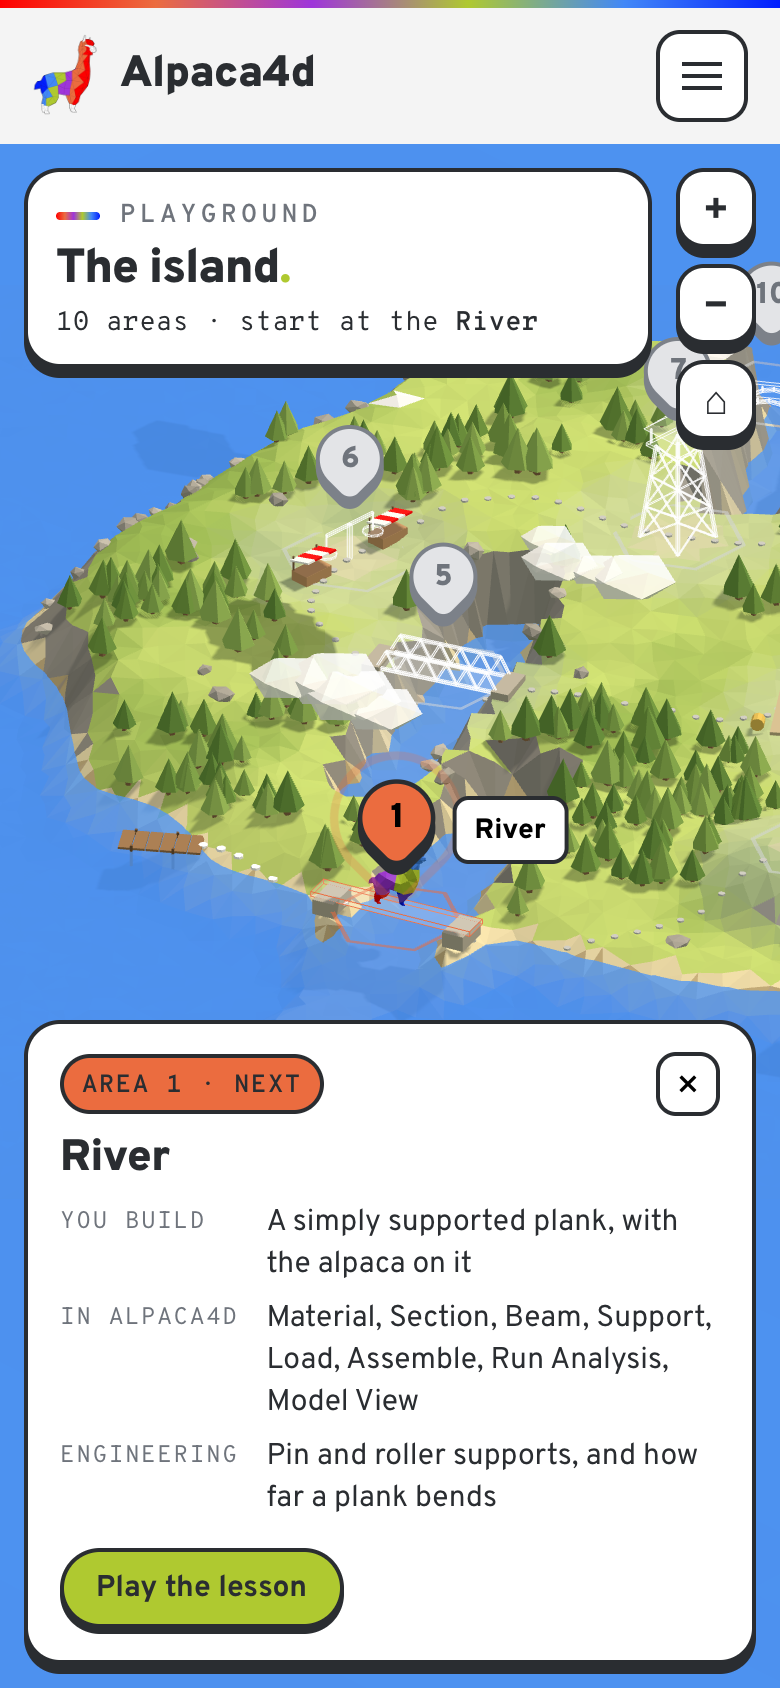 Alpaca4d
PLAYGROUND
The island.
10 areas · start at the River
+
−
10
7
6
5
1
River
AREA 1 · NEXT
×
River
YOU BUILD
A simply supported plank, with
the alpaca on it
IN ALPACA4D
Material, Section, Beam, Support,
Load, Assemble, Run Analysis,
Model View
ENGINEERING
Pin and roller supports, and how
far a plank bends
Play the lesson